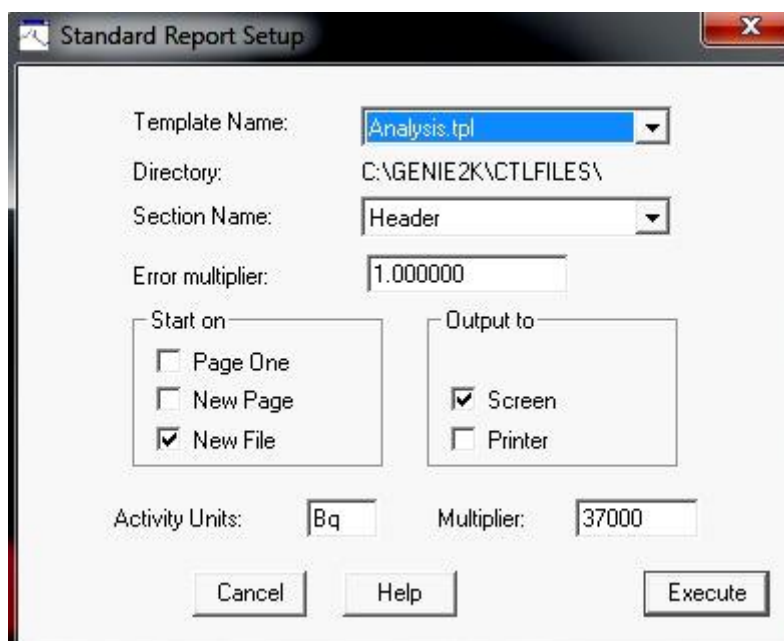 Standard Report Setup
Template Name: Analysis.tpl
Directory: C:\GENIE2K\CTLFILES\
Section Name: Header
Error multiplier: 1.000000
Start on
Page One
New Page
New File
Output to
Screen
Printer
Activity Units: Bq Multiplier: 37000
Cancel Help Execute